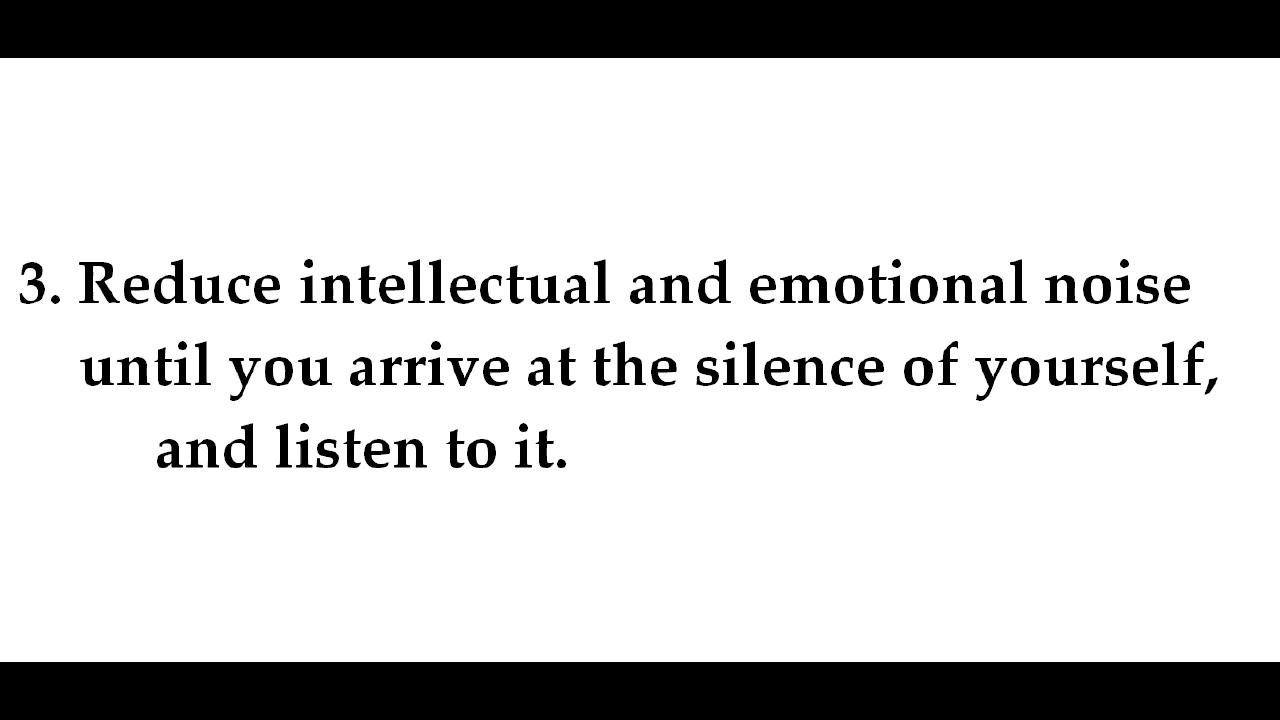 3. Reduce intellectual and emotional noise
until you arrive at the silence of yourself,
and listen to it.